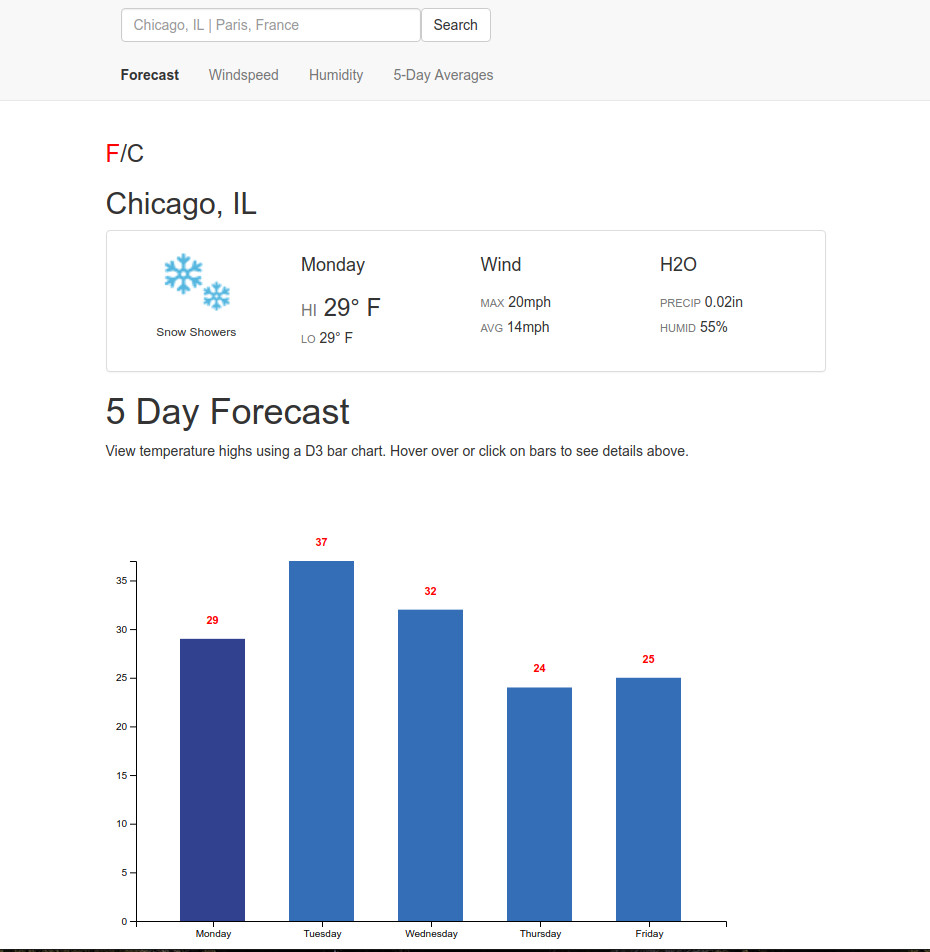 Chicago, IL | Paris, France Search
Forecast Windspeed Humidity 5-Day Averages
F/C
Chicago, IL
Monday Wind H2O
HI 29° F MAX 20mph PRECIP 0.02in
Snow Showers LO 29° F AVG 14mph HUMID 55%
5 Day Forecast
View temperature highs using a D3 bar chart. Hover over or click on bars to see details above.
37
35
32
30
29
25
25
24
20
15
10
5
0
Monday Tuesday Wednesday Thursday Friday